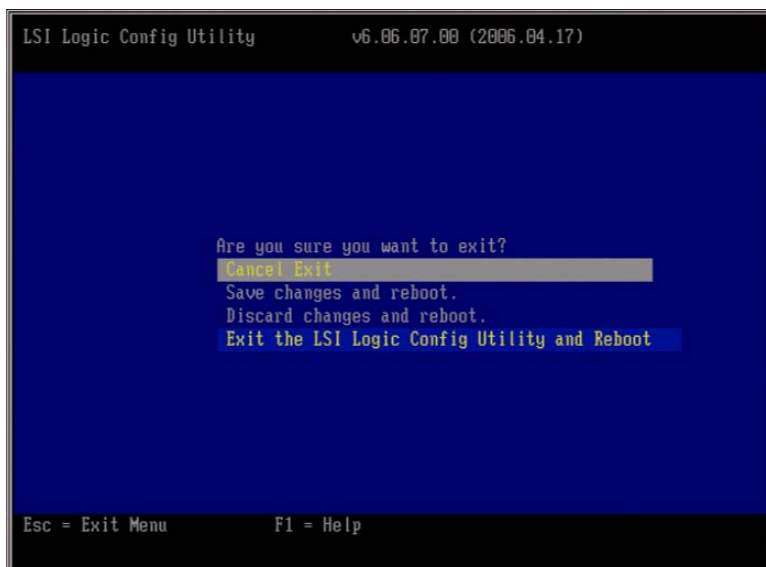 LSI Logic Config Utility v6.06.07.00 (2006.04.17)
Are you sure you want to exit?
Cancel Exit
Save changes and reboot.
Discard changes and reboot.
Exit the LSI Logic Config Utility and Reboot
Esc = Exit Menu F1 = Help